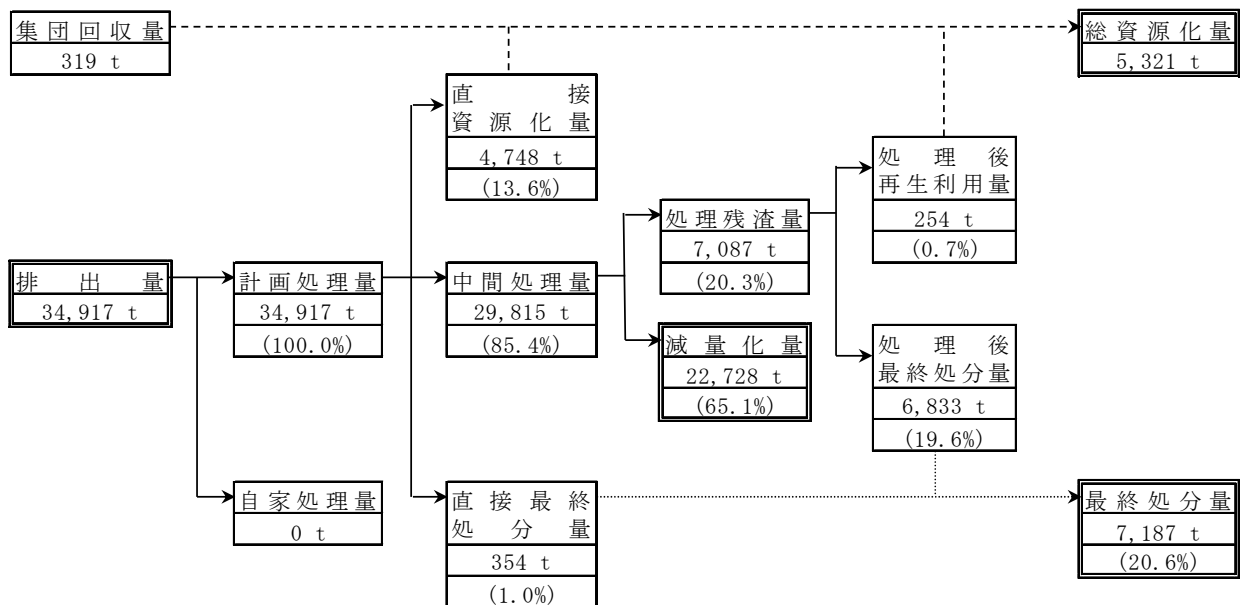 集団回収量
319 t
総資源化量
5,321 t
直接
資源化量
4,748 t
(13.6%)
処理後
再生利用量
254 t
(0.7%)
処理残渣量
7,087 t
(20.3%)
排出量
34,917 t
計画処理量
34,917 t
(100.0%)
中間処理量
29,815 t
(85.4%)
減量化量
22,728 t
(65.1%)
処理後
最終処分量
6,833 t
(19.6%)
自家処理量
0 t
直接最終
処分量
354 t
(1.0%)
最終処分量
7,187 t
(20.6%)